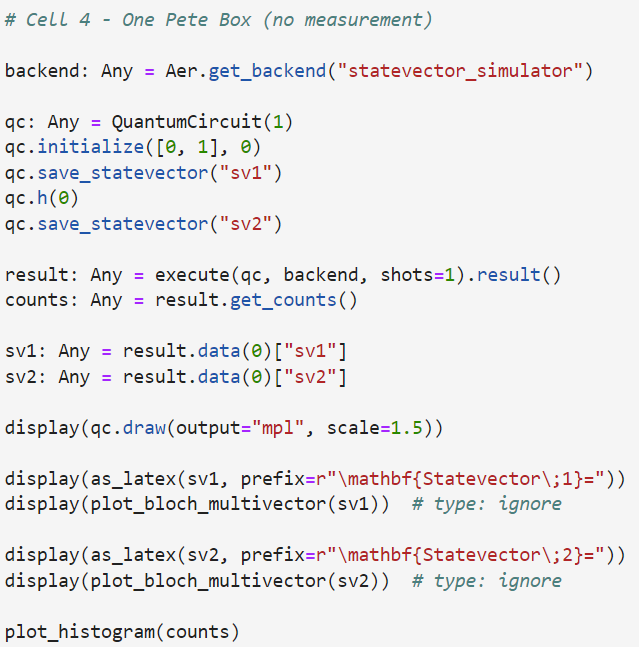 # Cell 4 - One Pete Box (no measurement)
backend: Any = Aer.get_backend("statevector_simulator")
qc: Any = QuantumCircuit(1)
qc.initialize([0, 1], 0)
qc.save_statevector("sv1")
qc.h(0)
qc.save_statevector("sv2")
result: Any = execute(qc, backend, shots=1).result()
counts: Any = result.get_counts()
sv1: Any = result.data(0)["sv1"]
sv2: Any = result.data(0)["sv2"]
display(qc.draw(output="mpl", scale=1.5))
display(as_latex(sv1, prefix=r"\mathbf{Statevector\;1}="))
display(plot_bloch_multivector(sv1))  # type: ignore
display(as_latex(sv2, prefix=r"\mathbf{Statevector\;2}="))
display(plot_bloch_multivector(sv2))  # type: ignore
plot_histogram(counts)